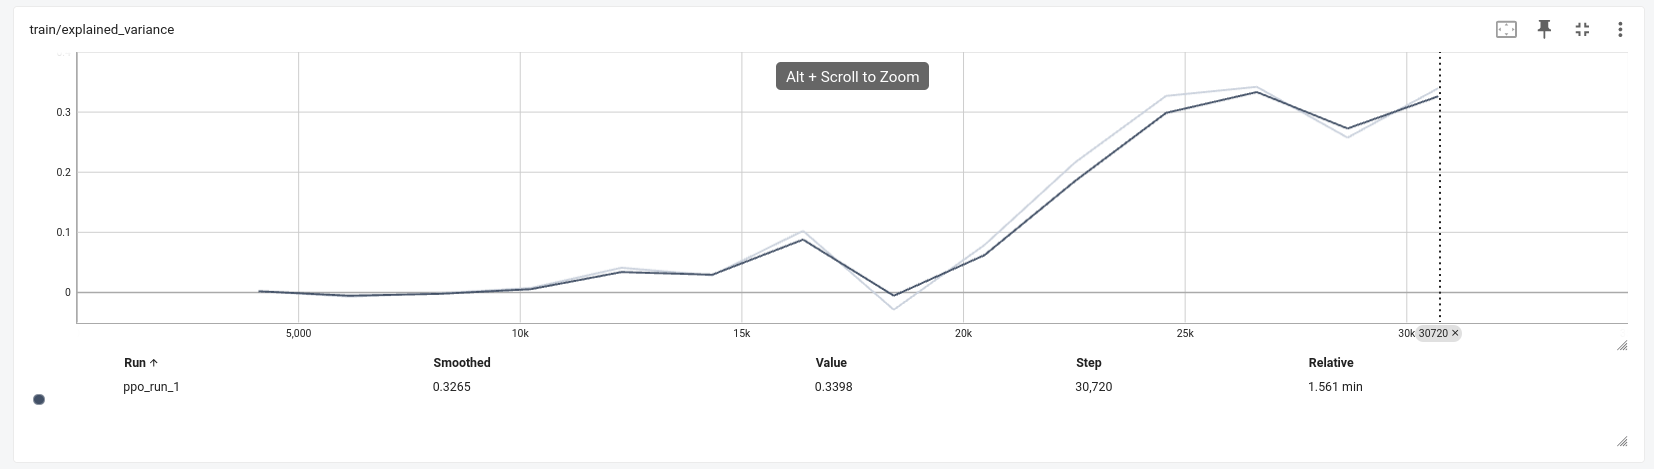 train/explained_variance
Alt + Scroll to Zoom
0.3
0.2
0.1
0
5,000 10k 15k 20k 25k 30k 30720 ×
Run ↑ Smoothed Value Step Relative
ppo_run_1 0.3265 0.3398 30,720 1.561 min